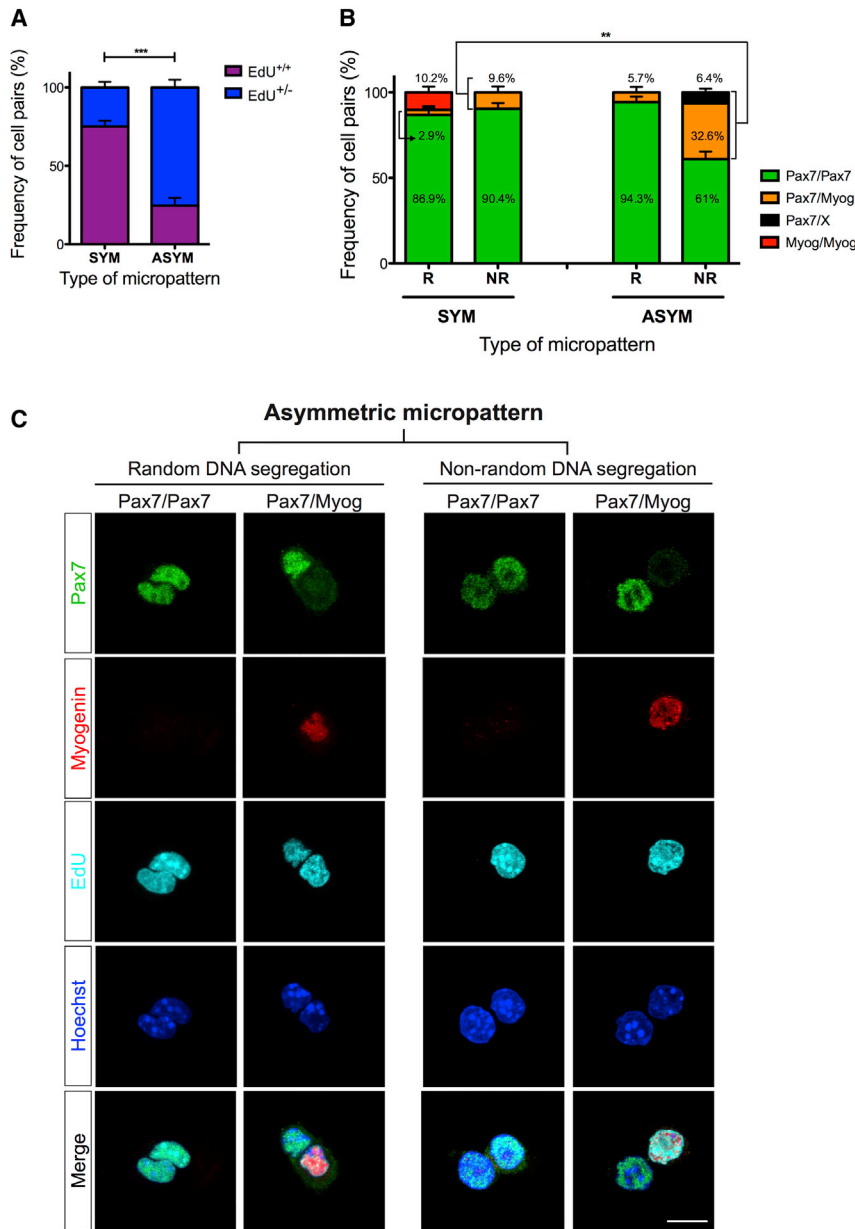 A
***
EdU+/+
EdU+/-
Frequency of cell pairs (%)
100
50
0
SYM ASYM
Type of micropattern
B
**
10.2% 9.6% 5.7% 6.4%
Frequency of cell pairs (%)
100
50
0
2.9% 32.6%
86.9% 90.4% 94.3% 61%
Pax7/Pax7
Pax7/Myog
Pax7/X
Myog/Myog
R NR R NR
SYM ASYM
Type of micropattern
C
Asymmetric micropattern
Random DNA segregation Non-random DNA segregation
Pax7/Pax7 Pax7/Myog Pax7/Pax7 Pax7/Myog
Pax7
Myogenin
EdU
Hoechst
Merge